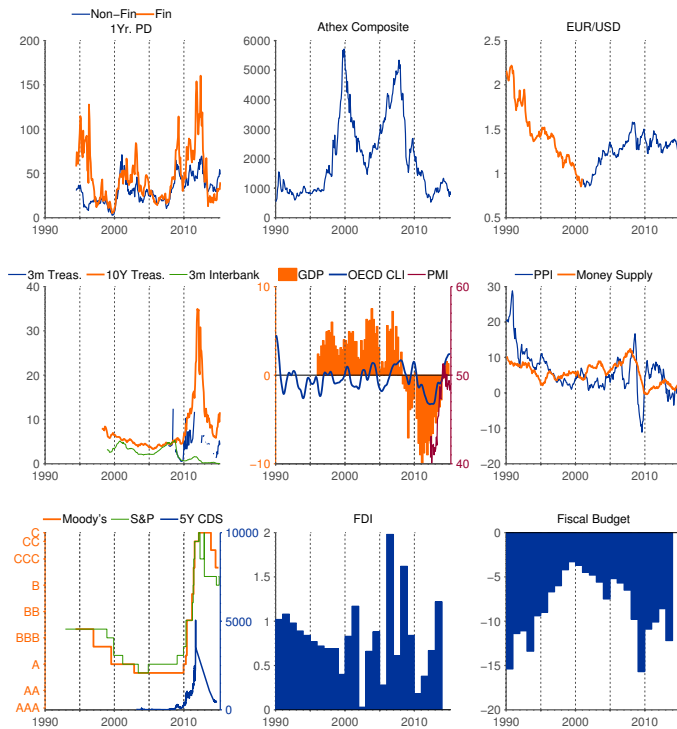 Non-Fin Fin
1Yr. PD
200
150
100
50
0
1990 2000 2010
Athex Composite
6000
5000
4000
3000
2000
1000
0
1990 2000 2010
EUR/USD
2.5
2
1.5
1
0.5
1990 2000 2010
3m Treas. 10Y Treas. 3m Interbank
40
30
20
10
0
1990 2000 2010
GDP OECD CLI PMI
10 60
0 50
-10 40
1990 2000 2010
PPI Money Supply
30
20
10
0
-10
-20
1990 2000 2010
Moody's S&P 5Y CDS
C 10000
CC
CCC
B
BB 5000
BBB
A
AA
AAA 0
1990 2000 2010
FDI
2
1.5
1
0.5
0
1990 2000 2010
Fiscal Budget
0
-5
-10
-15
-20
1990 2000 2010